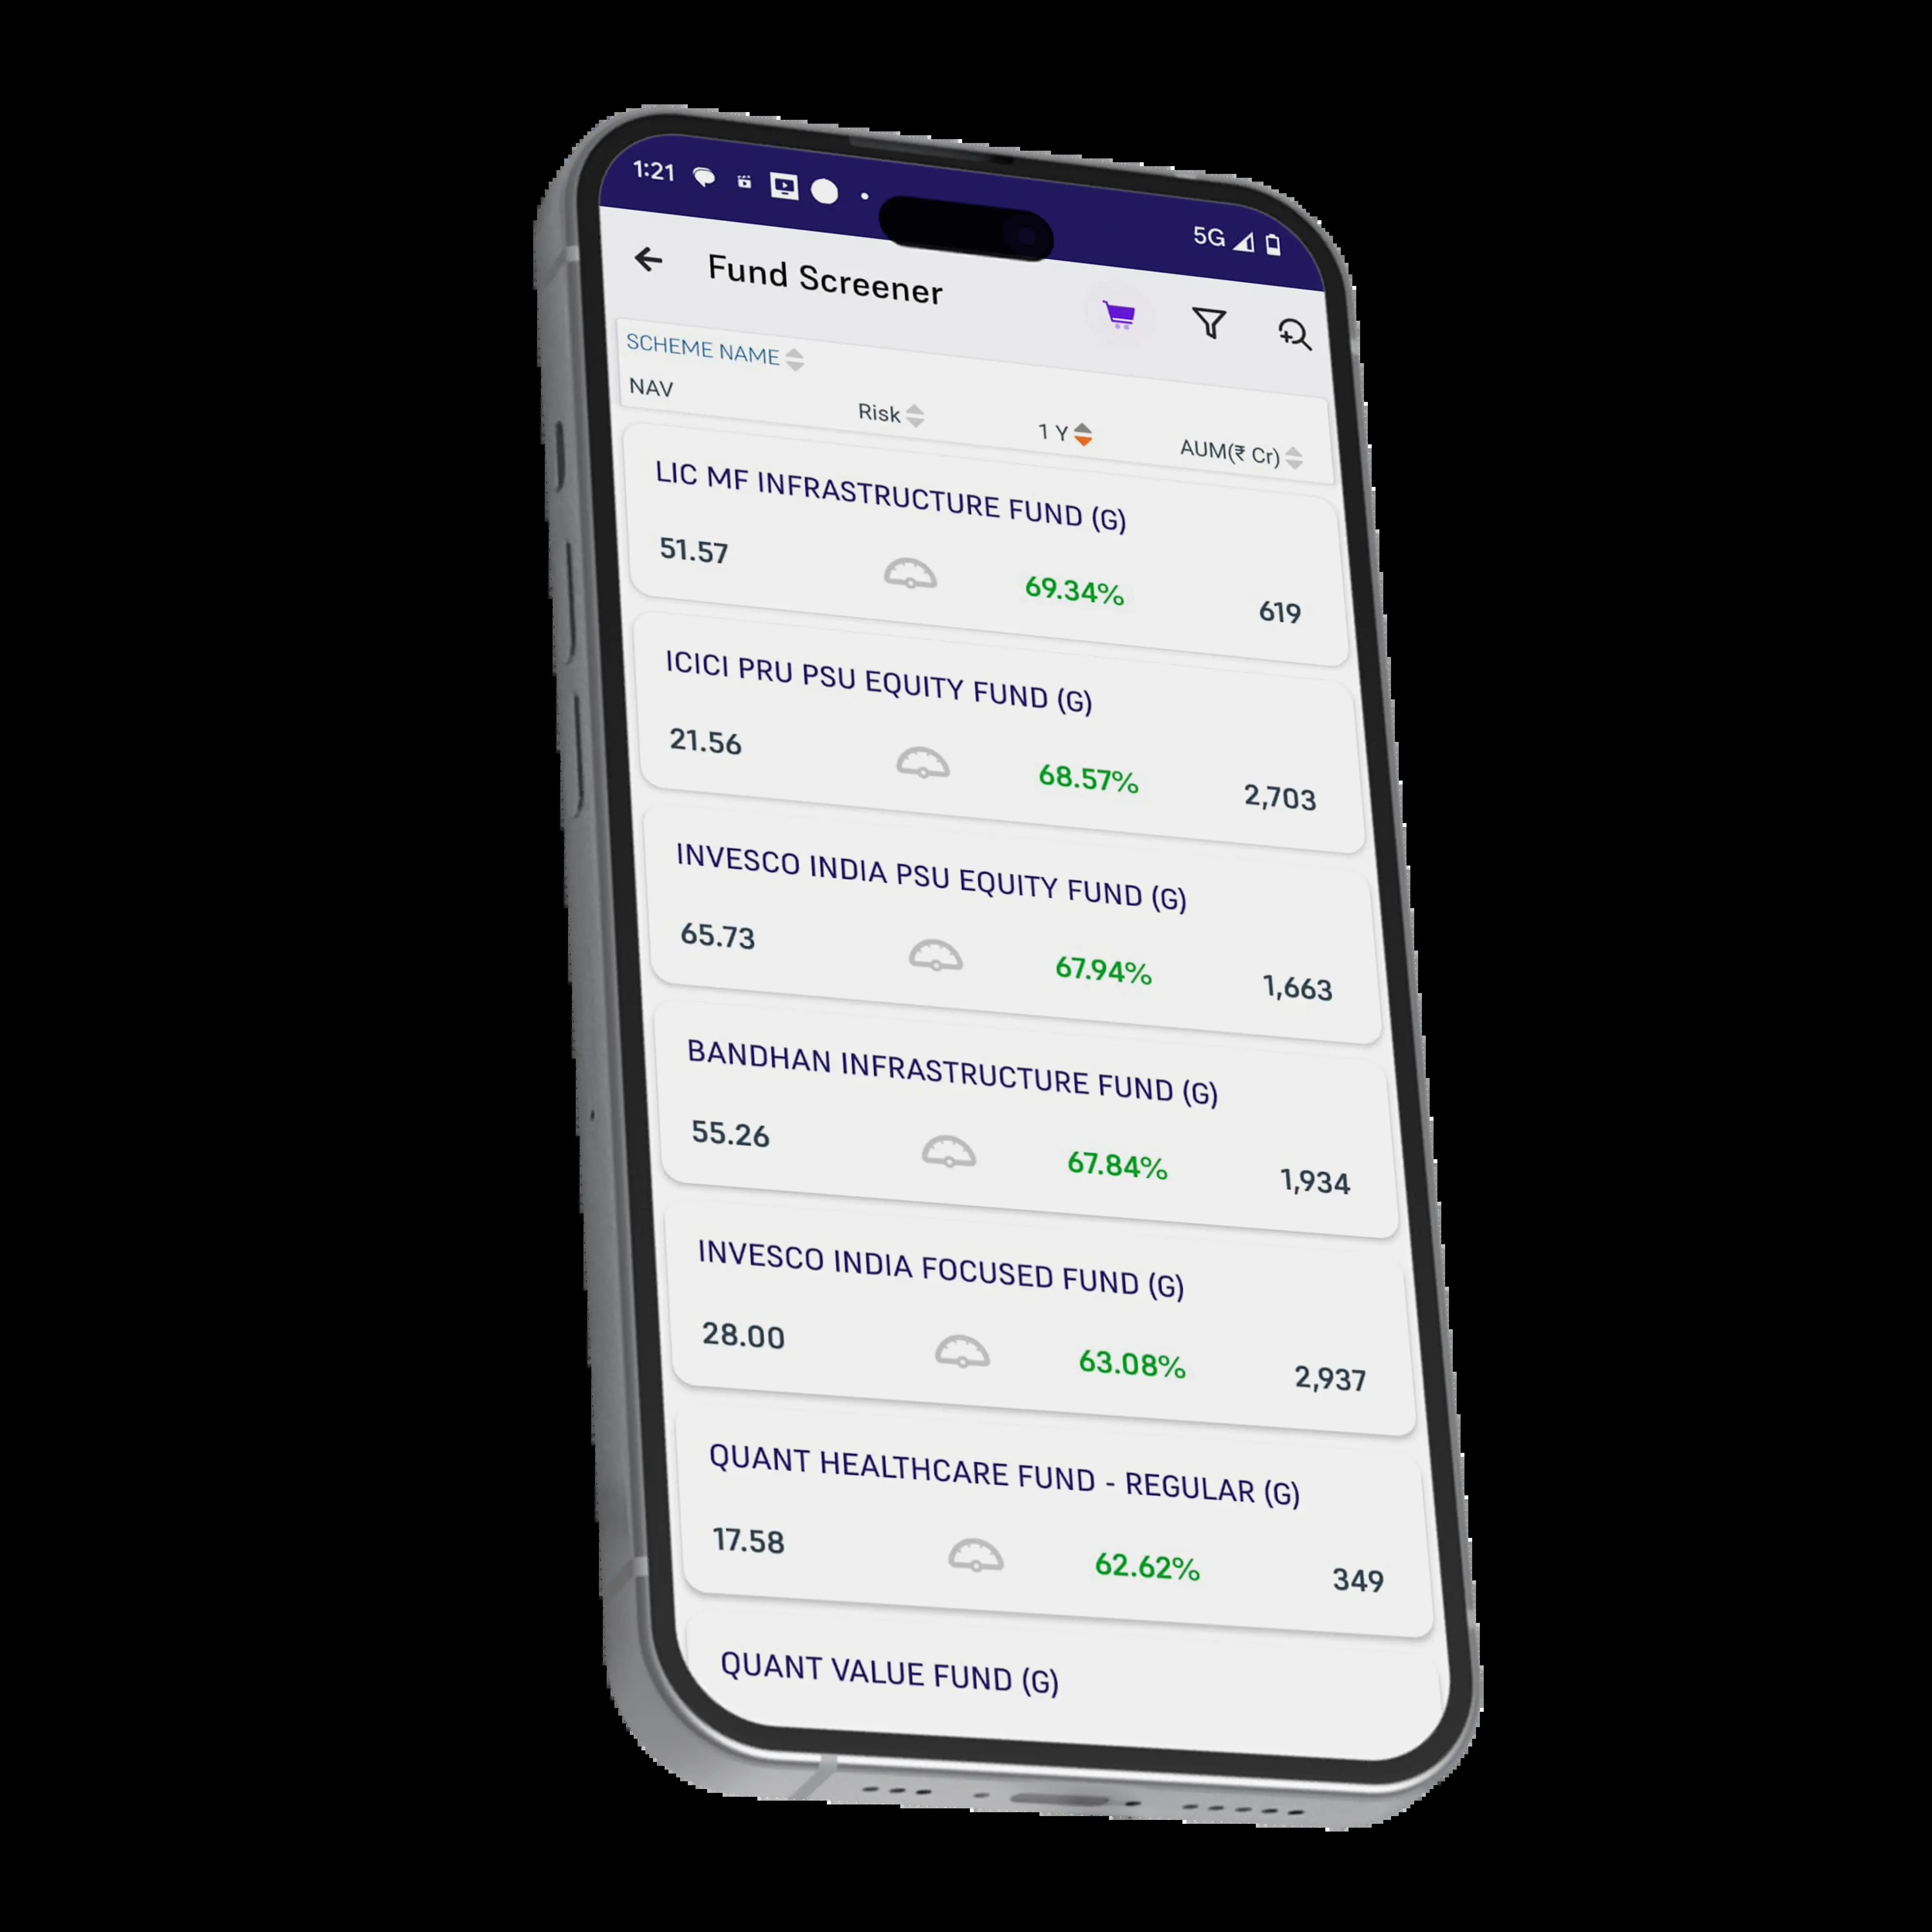 1:21 5G
Fund Screener
SCHEME NAME
NAV Risk 1 Y AUM(₹ Cr)
LIC MF INFRASTRUCTURE FUND (G)
51.57 69.34% 619
ICICI PRU PSU EQUITY FUND (G)
21.56 68.57% 2,703
INVESCO INDIA PSU EQUITY FUND (G)
65.73 67.94% 1,663
BANDHAN INFRASTRUCTURE FUND (G)
55.26 67.84% 1,934
INVESCO INDIA FOCUSED FUND (G)
28.00 63.08% 2,937
QUANT HEALTHCARE FUND - REGULAR (G)
17.58 62.62% 349
QUANT VALUE FUND (G)